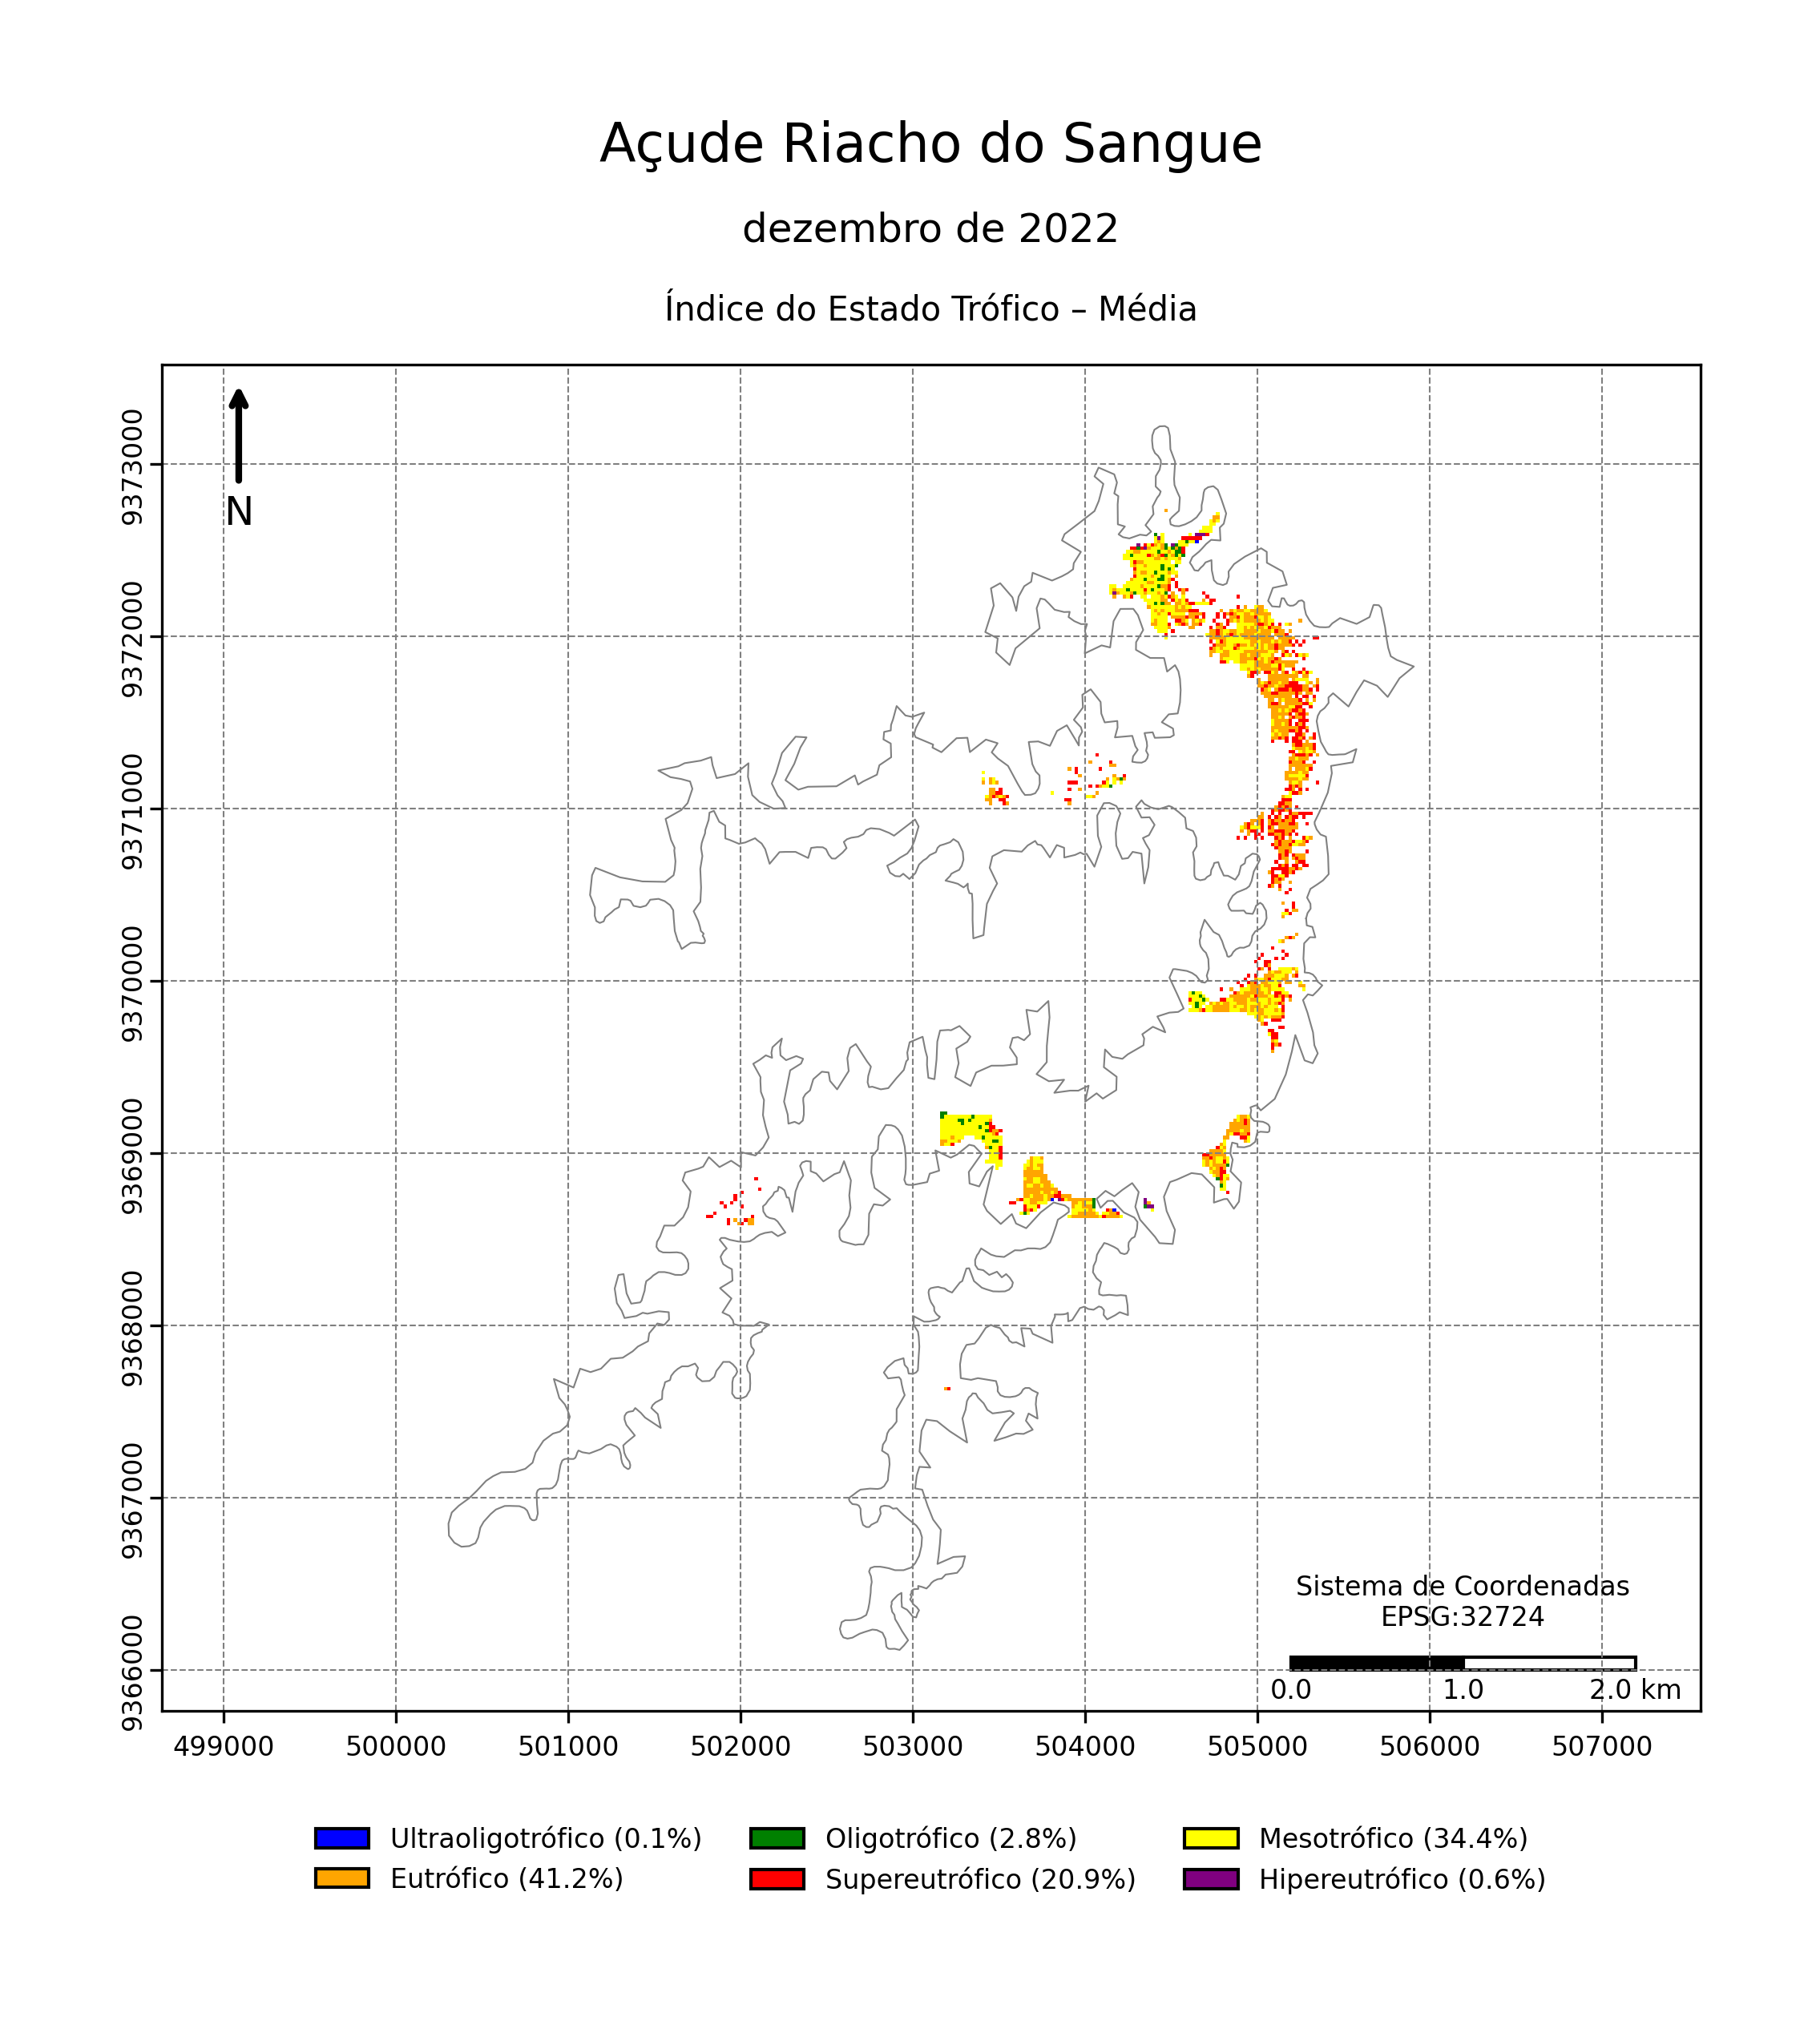 Açude Riacho do Sangue
dezembro de 2022
Índice do Estado Trófico – Média
N
9373000
9372000
9371000
9370000
9369000
9368000
9367000
9366000
Sistema de Coordenadas
EPSG:32724
0.0 1.0 2.0 km
499000 500000 501000 502000 503000 504000 505000 506000 507000
Ultraoligotrófico (0.1%) Oligotrófico (2.8%) Mesotrófico (34.4%)
Eutrófico (41.2%) Supereutrófico (20.9%) Hipereutrófico (0.6%)